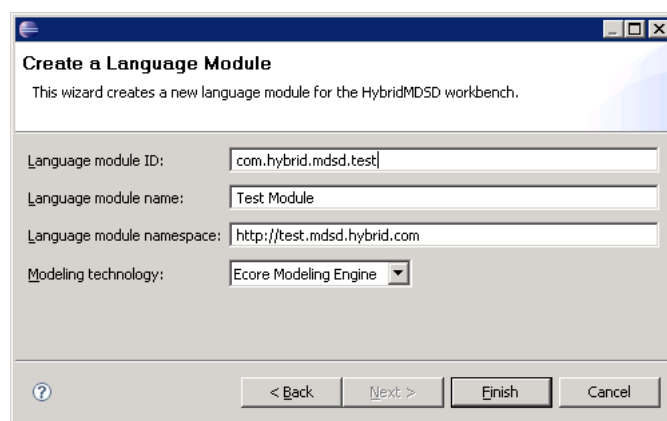 Create a Language Module
This wizard creates a new language module for the HybridMDSD workbench.
Language module ID: com.hybrid.mdsd.test
Language module name: Test Module
Language module namespace: http://test.mdsd.hybrid.com
Modeling technology: Ecore Modeling Engine
? < Back Next > Finish Cancel